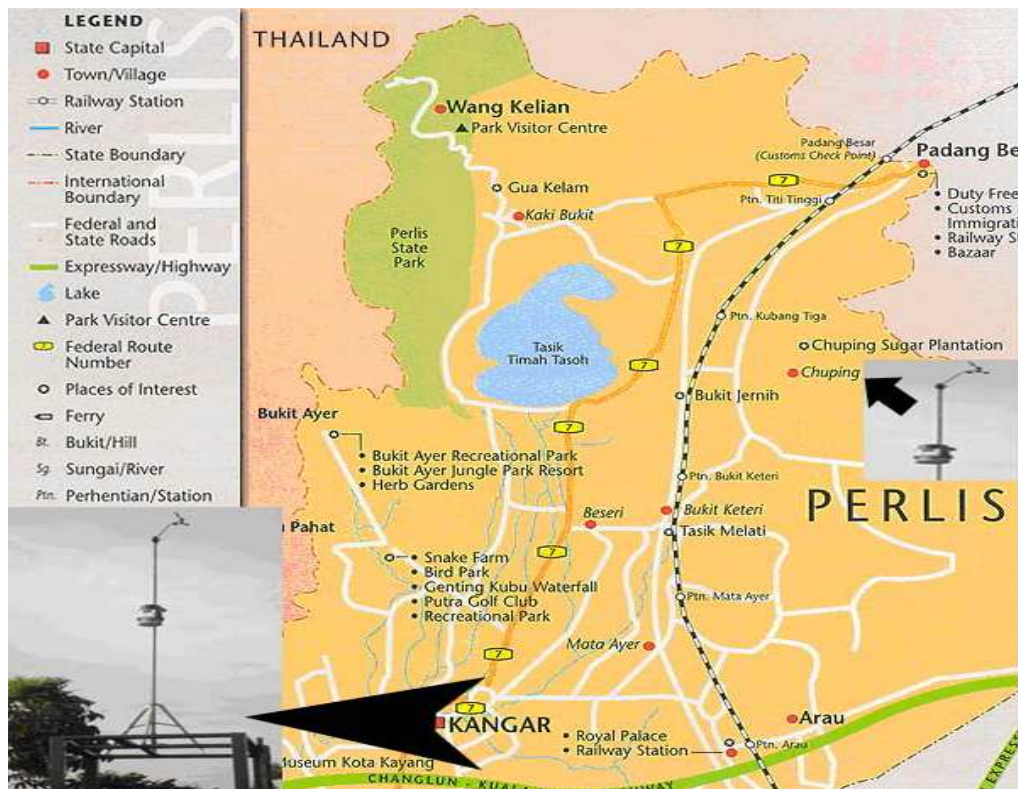 LEGEND
State Capital
Town/Village
Railway Station
River
State Boundary
International
Boundary
Federal and
State Roads
Expressway/Highway
Lake
Park Visitor Centre
7
Federal Route
Number
Places of Interest
Ferry
Bt. Bukit/Hill
Sg Sungai/River
Ptn. Perhentian/Station
PERLIS
THAILAND
Wang Kelian
Park Visitor Centre
Gua Kelam
Kaki Bukit
Perlis
State
Park
Padang Besar
(Customs Check Point)
Padang Be
7
Ptn. Titi Tinggi
• Duty Free
• Customs
Immigrati
• Railway S
• Bazaar
7
Ptn. Kubang Tiga
Tasik
Timah Tasoh
Chuping Sugar Plantation
7
Chuping
Bukit Jernih
Bukit Ayer
7
• Bukit Ayer Recreational Park
• Bukit Ayer Jungle Park Resort
• Herb Gardens
Ptn. Bukit Keteri
PERLIS
Pahat
Beseri
Bukit Keteri
Tasik Melati
7
• Snake Farm
• Bird Park
• Genting Kubu Waterfall
• Putra Golf Club
• Recreational Park
Ptn. Mata Ayer
Mata Ayer
7
7
KANGAR
Arau
• Royal Palace
• Railway Station
Ptn. Arau
Museum Kota Kayang
CHANGLUN - KUALA
HIGHWAY
EXPRE